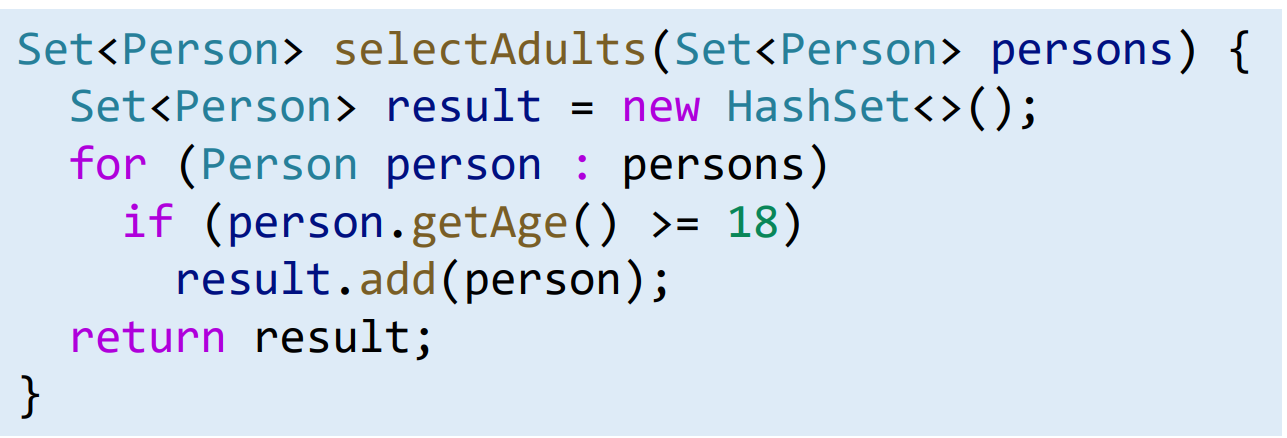 Set<Person> selectAdults(Set<Person> persons) {
  Set<Person> result = new HashSet<>();
  for (Person person : persons)
    if (person.getAge() >= 18)
      result.add(person);
  return result;
}